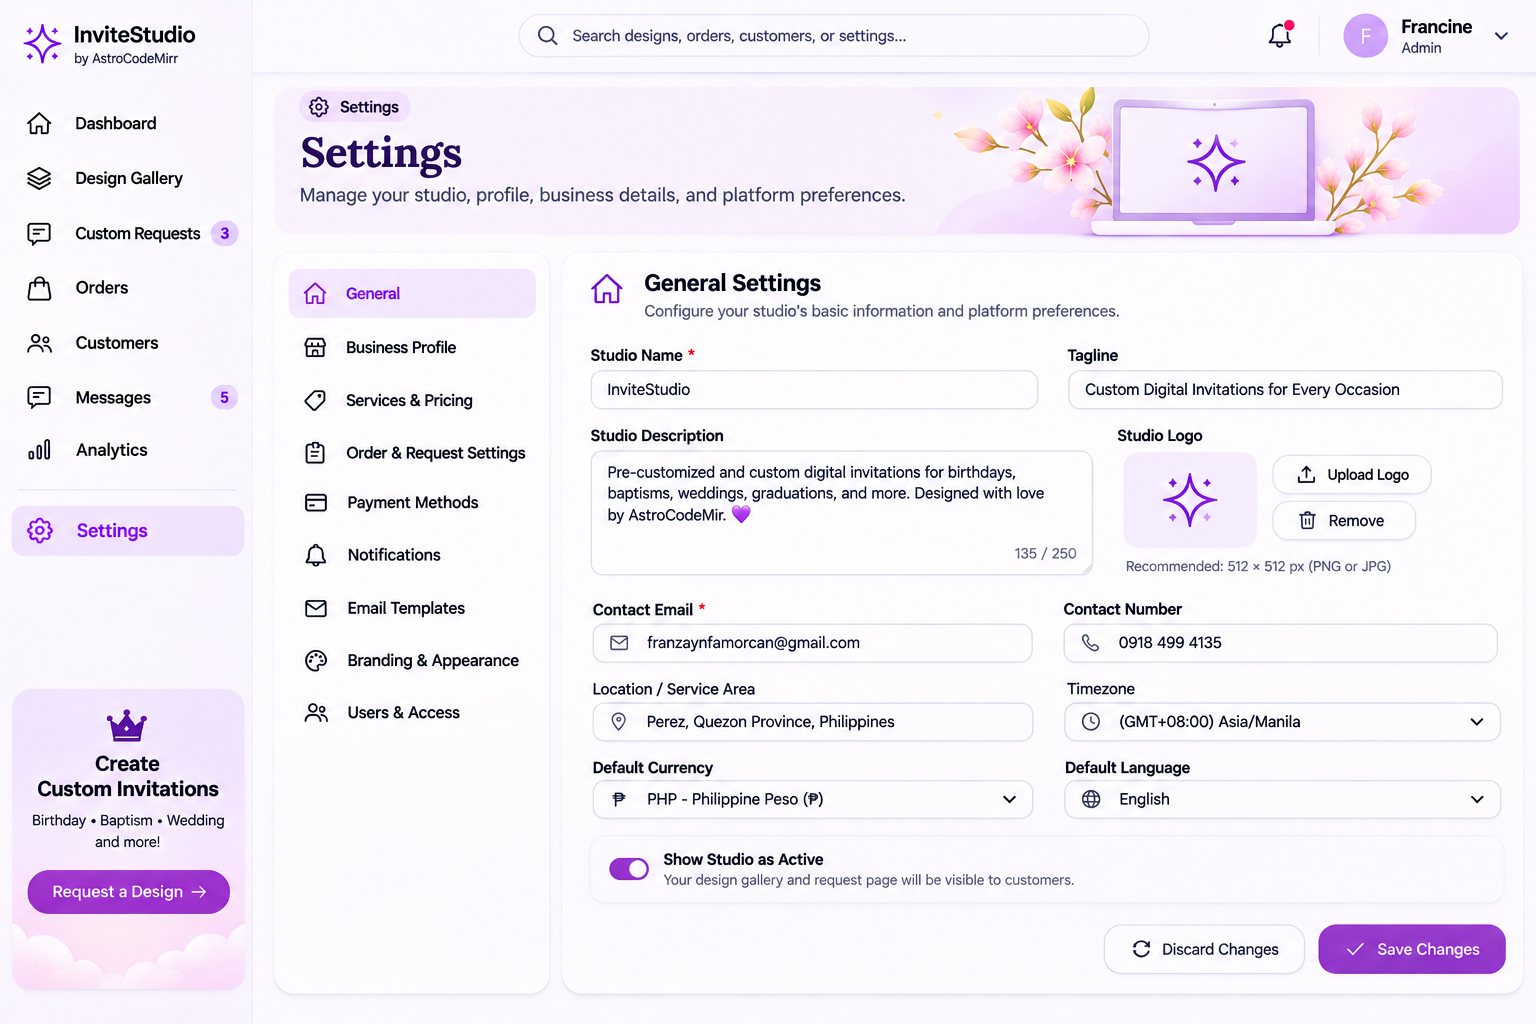 InviteStudio
by AstroCodeMirr
Search designs, orders, customers, or settings...
F
Francine
Admin
Dashboard
Design Gallery
Custom Requests 3
Orders
Customers
Messages 5
Analytics
Settings
Create
Custom Invitations
Birthday • Baptism • Wedding
and more!
Request a Design →
Settings
Settings
Manage your studio, profile, business details, and platform preferences.
General
Business Profile
Services & Pricing
Order & Request Settings
Payment Methods
Notifications
Email Templates
Branding & Appearance
Users & Access
General Settings
Configure your studio's basic information and platform preferences.
Studio Name *
InviteStudio
Tagline
Custom Digital Invitations for Every Occasion
Studio Description
Pre-customized and custom digital invitations for birthdays,
baptisms, weddings, graduations, and more. Designed with love
by AstroCodeMir. 💜
135 / 250
Studio Logo
Upload Logo
Remove
Recommended: 512 × 512 px (PNG or JPG)
Contact Email *
franzaynfamorcan@gmail.com
Contact Number
0918 499 4135
Location / Service Area
Perez, Quezon Province, Philippines
Timezone
(GMT+08:00) Asia/Manila
Default Currency
₱ PHP - Philippine Peso (₱)
Default Language
English
Show Studio as Active
Your design gallery and request page will be visible to customers.
Discard Changes
Save Changes